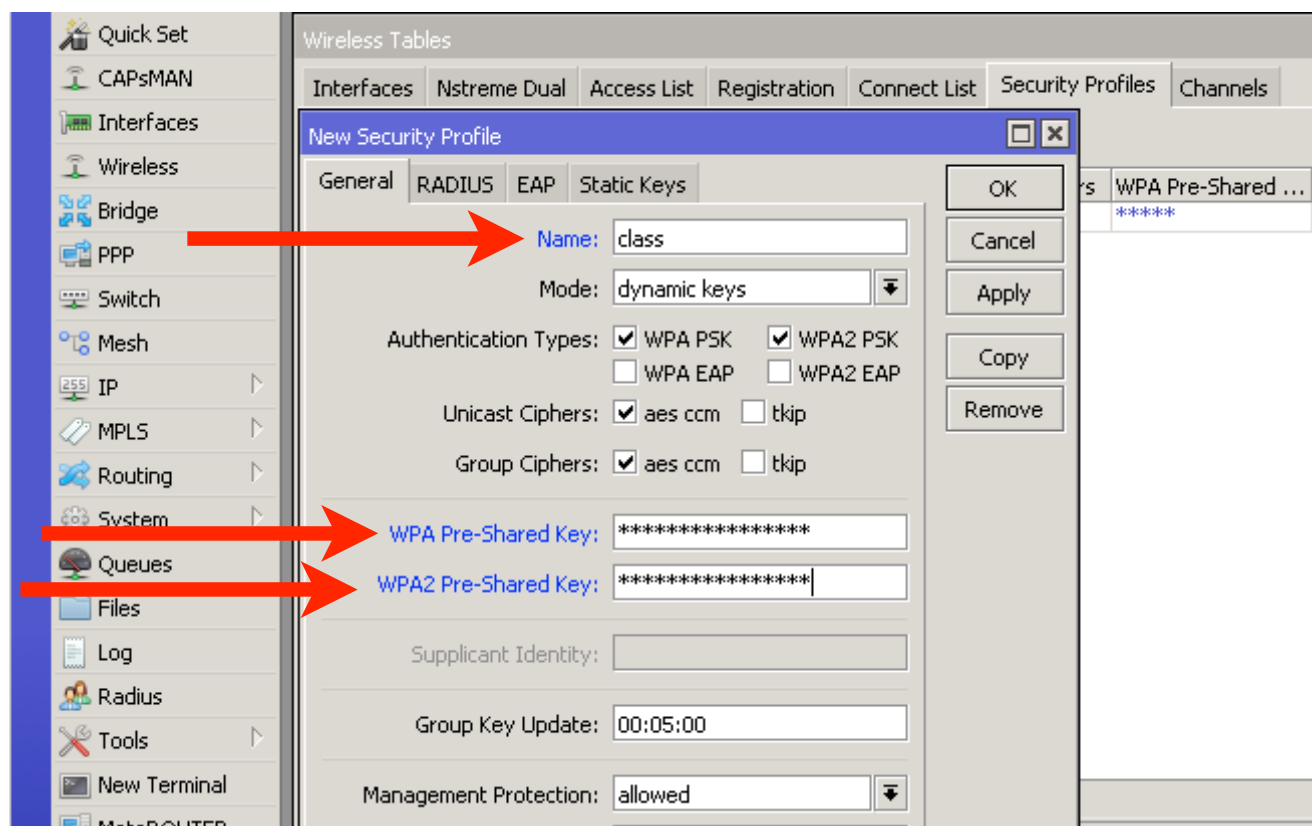 Quick Set
CAPsMAN
Interfaces
Wireless
Bridge
PPP
Switch
Mesh
255 IP
MPLS
Routing
System
Queues
Files
Log
Radius
Tools
New Terminal
MetaROUTER
Wireless Tables
Interfaces Nstreme Dual Access List Registration Connect List Security Profiles Channels
New Security Profile
General RADIUS EAP Static Keys
Name: class
Mode: dynamic keys
Authentication Types: WPA PSK WPA2 PSK
WPA EAP WPA2 EAP
Unicast Ciphers: aes ccm tkip
Group Ciphers: aes ccm tkip
WPA Pre-Shared Key: ****************
WPA2 Pre-Shared Key: ****************
Supplicant Identity:
Group Key Update: 00:05:00
Management Protection: allowed
OK
Cancel
Apply
Copy
Remove
rs WPA Pre-Shared ...
*****